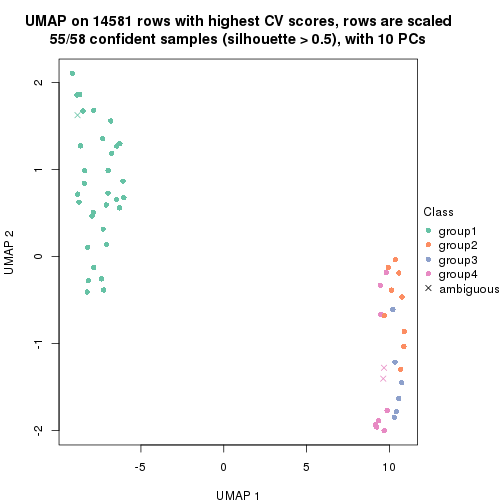 UMAP on 14581 rows with highest CV scores, rows are scaled
55/58 confident samples (silhouette > 0.5), with 10 PCs
2
1
0
-1
-2
UMAP 2
-5
0
5
10
UMAP 1
Class
group1
group2
group3
group4
ambiguous